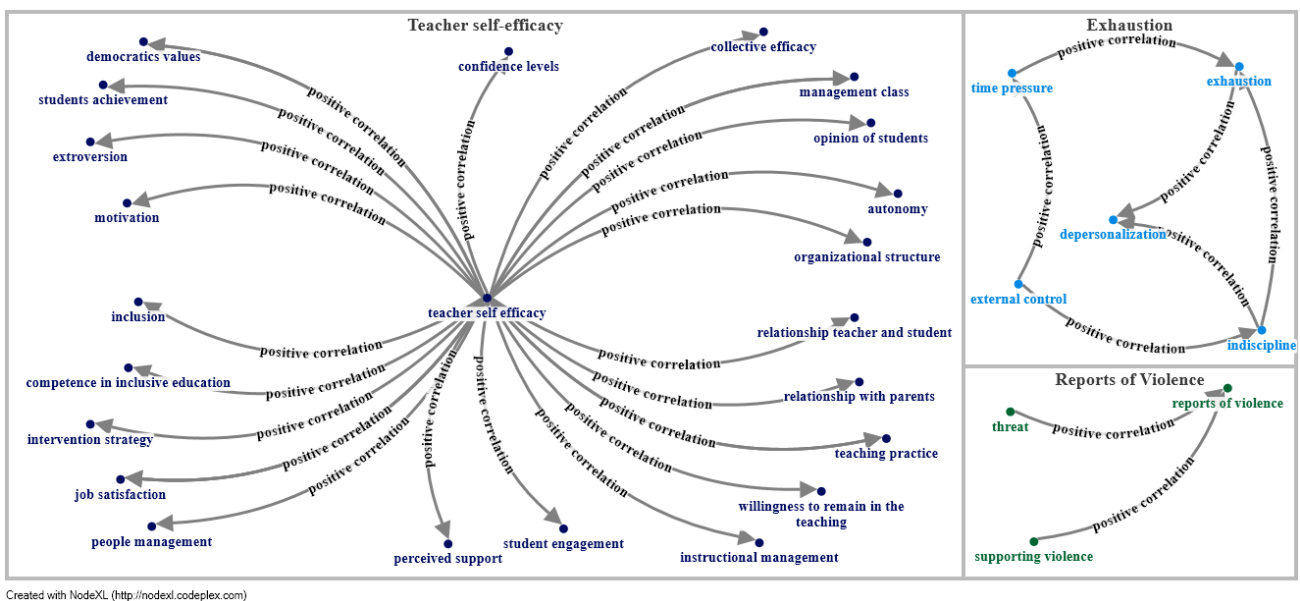 Teacher self-efficacy
democratics values
students achievement
extroversion
motivation
confidence levels
collective efficacy
management class
opinion of students
autonomy
organizational structure
positive correlation
positive correlation
positive correlation
positive correlation
positive correlation
positive correlation
positive correlation
positive correlation
positive correlation
positive correlation
teacher self efficacy
inclusion
competence in inclusive education
intervention strategy
job satisfaction
people management
perceived support
student engagement
relationship teacher and student
relationship with parents
teaching practice
willingness to remain in the
teaching
instructional management
positive correlation
positive correlation
positive correlation
positive correlation
positive correlation
positive correlation
positive correlation
positive correlation
positive correlation
positive correlation
positive correlation
positive correlation
Exhaustion
positive correlation
time pressure
exhaustion
positive correlation
positive correlation
positive correlation
depersonalization
positive correlation
external control
positive correlation
indiscipline
Reports of Violence
reports of violence
threat
positive correlation
positive correlation
supporting violence
Created with NodeXL (http://nodexl.codeplex.com)